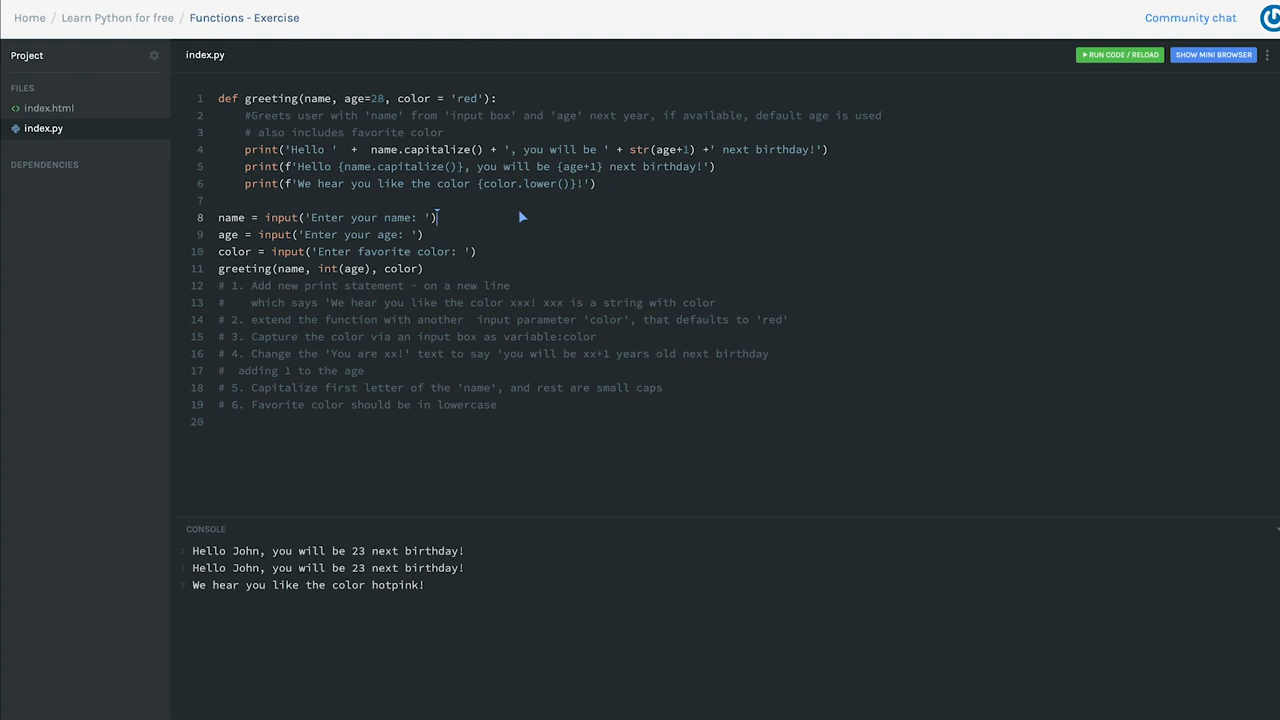 Home / Learn Python for free / Functions - Exercise
Community chat
Project
index.py
▶ RUN CODE / RELOAD
SHOW MINI BROWSER
FILES
<> index.html
index.py
DEPENDENCIES
1 def greeting(name, age=28, color = 'red'):
2     #Greets user with 'name' from 'input box' and 'age' next year, if available, default age is used
3     # also includes favorite color
4     print('Hello '  +  name.capitalize() + ', you will be ' + str(age+1) +' next birthday!')
5     print(f'Hello {name.capitalize()}, you will be {age+1} next birthday!')
6     print(f'We hear you like the color {color.lower()}!')
7
8 name = input('Enter your name: ')
9 age = input('Enter your age: ')
10 color = input('Enter favorite color: ')
11 greeting(name, int(age), color)
12 # 1. Add new print statement - on a new line
13 #    which says 'We hear you like the color xxx! xxx is a string with color
14 # 2. extend the function with another  input parameter 'color', that defaults to 'red'
15 # 3. Capture the color via an input box as variable:color
16 # 4. Change the 'You are xx!' text to say 'you will be xx+1 years old next birthday
17 #  adding 1 to the age
18 # 5. Capitalize first letter of the 'name', and rest are small caps
19 # 6. Favorite color should be in lowercase
20
CONSOLE
› Hello John, you will be 23 next birthday!
› Hello John, you will be 23 next birthday!
› We hear you like the color hotpink!